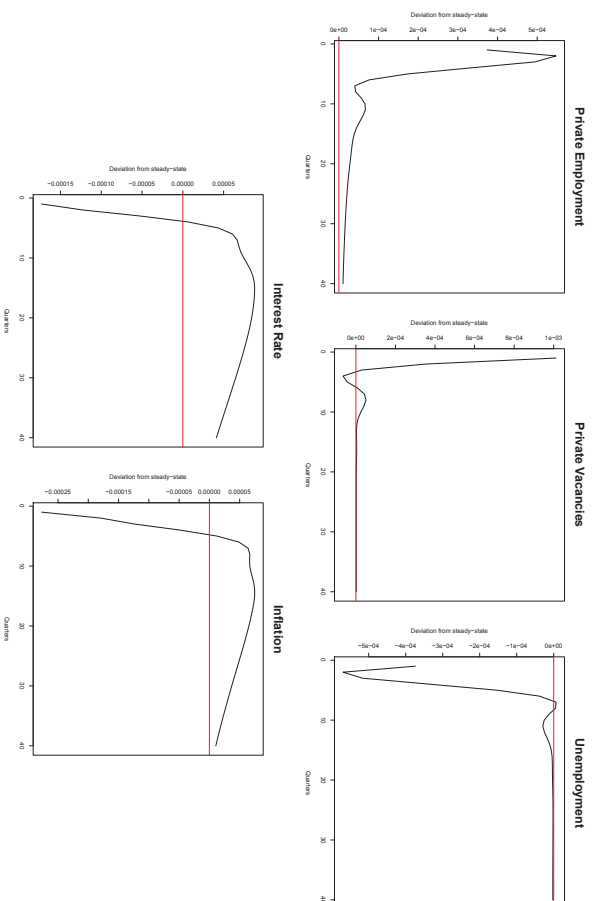 Private Employment
Deviation from steady−state
0e+00 1e−04 2e−04 3e−04 4e−04 5e−04
0 10 20 30 40
Quarters
Private Vacancies
Deviation from steady−state
0e+00 2e−04 4e−04 6e−04 8e−04 1e−03
0 10 20 30 40
Quarters
Unemployment
Deviation from steady−state
−5e−04 −4e−04 −3e−04 −2e−04 −1e−04 0e+00
0 10 20 30 40
Quarters
Interest Rate
Deviation from steady−state
−0.00015 −0.00010 −0.00005 0.00000 0.00005
0 10 20 30 40
Quarters
Inflation
Deviation from steady−state
−0.00025 −0.00015 −0.00005 0.00000 0.00005
0 10 20 30 40
Quarters